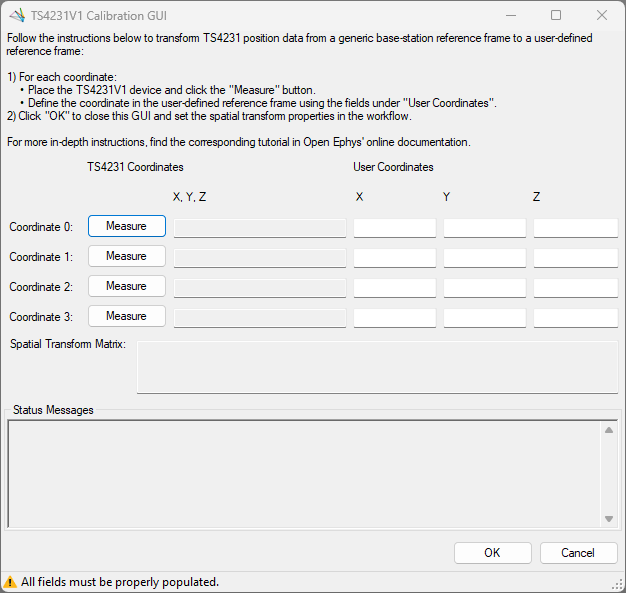 TS4231V1 Calibration GUI
Follow the instructions below to transform TS4231 position data from a generic base-station reference frame to a user-defined
reference frame:
1) For each coordinate:
• Place the TS4231V1 device and click the "Measure" button.
• Define the coordinate in the user-defined reference frame using the fields under "User Coordinates".
2) Click "OK" to close this GUI and set the spatial transform properties in the workflow.
For more in-depth instructions, find the corresponding tutorial in Open Ephys' online documentation.
TS4231 Coordinates User Coordinates
X, Y, Z X Y Z
Coordinate 0: Measure
Coordinate 1: Measure
Coordinate 2: Measure
Coordinate 3: Measure
Spatial Transform Matrix:
Status Messages
OK Cancel
All fields must be properly populated.